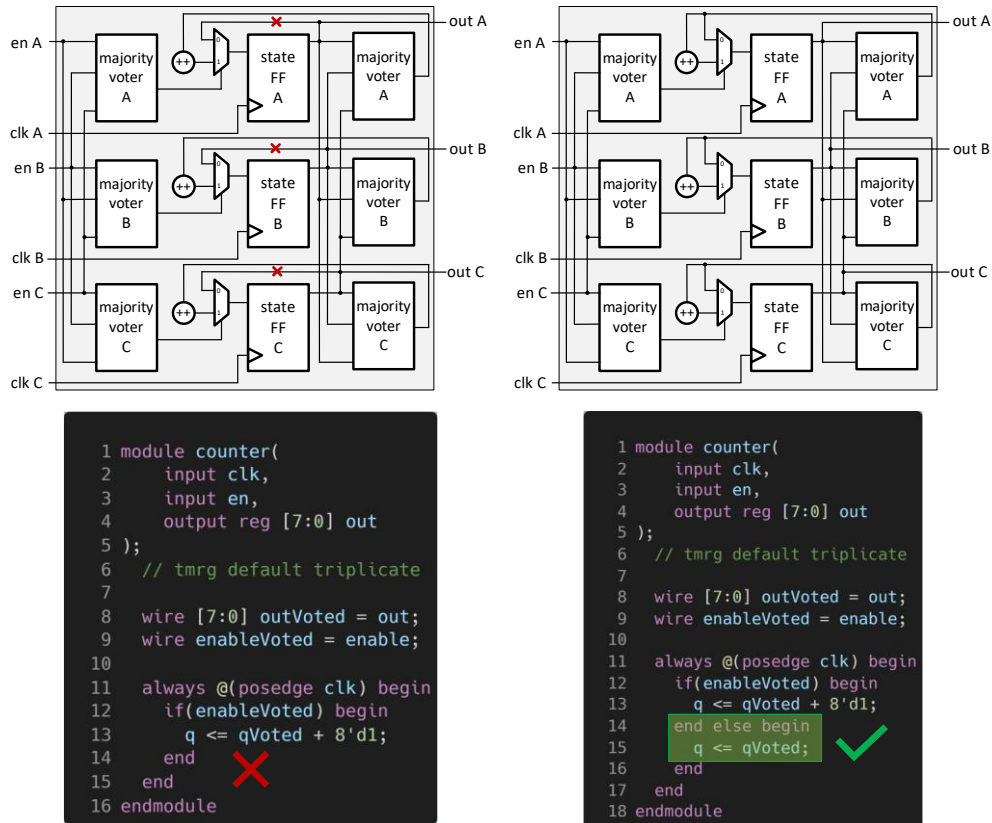 en A
majority
voter
A
++
0
1
state
FF
A
majority
voter
A
out A
clk A
en B
majority
voter
B
++
0
1
state
FF
B
majority
voter
B
out B
clk B
en C
majority
voter
C
++
0
1
state
FF
C
majority
voter
C
out C
clk C
en A
majority
voter
A
++
0
1
state
FF
A
majority
voter
A
out A
clk A
en B
majority
voter
B
++
0
1
state
FF
B
majority
voter
B
out B
clk B
en C
majority
voter
C
++
0
1
state
FF
C
majority
voter
C
out C
clk C
1 module counter(
2     input clk,
3     input en,
4     output reg [7:0] out
5 );
6   // tmrg default triplicate
7
8   wire [7:0] outVoted = out;
9   wire enableVoted = enable;
10
11   always @(posedge clk) begin
12     if(enableVoted) begin
13       q <= qVoted + 8'd1;
14     end
15   end
16 endmodule
1 module counter(
2     input clk,
3     input en,
4     output reg [7:0] out
5 );
6   // tmrg default triplicate
7
8   wire [7:0] outVoted = out;
9   wire enableVoted = enable;
10
11   always @(posedge clk) begin
12     if(enableVoted) begin
13       q <= qVoted + 8'd1;
14     end else begin
15       q <= qVoted;
16     end
17   end
18 endmodule